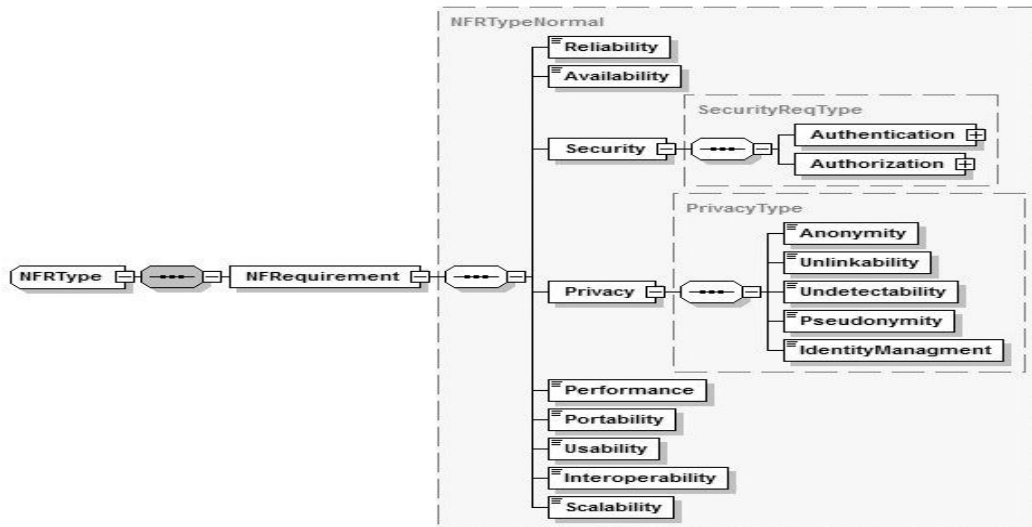 NFRTypeNormal
Reliability
Availability
SecurityReqType
Authentication
Security
Authorization
PrivacyType
Anonymity
NFRType
NFRequirement
Unlinkability
Privacy
Undetectability
Pseudonymity
IdentityManagment
Performance
Portability
Usability
Interoperability
Scalability